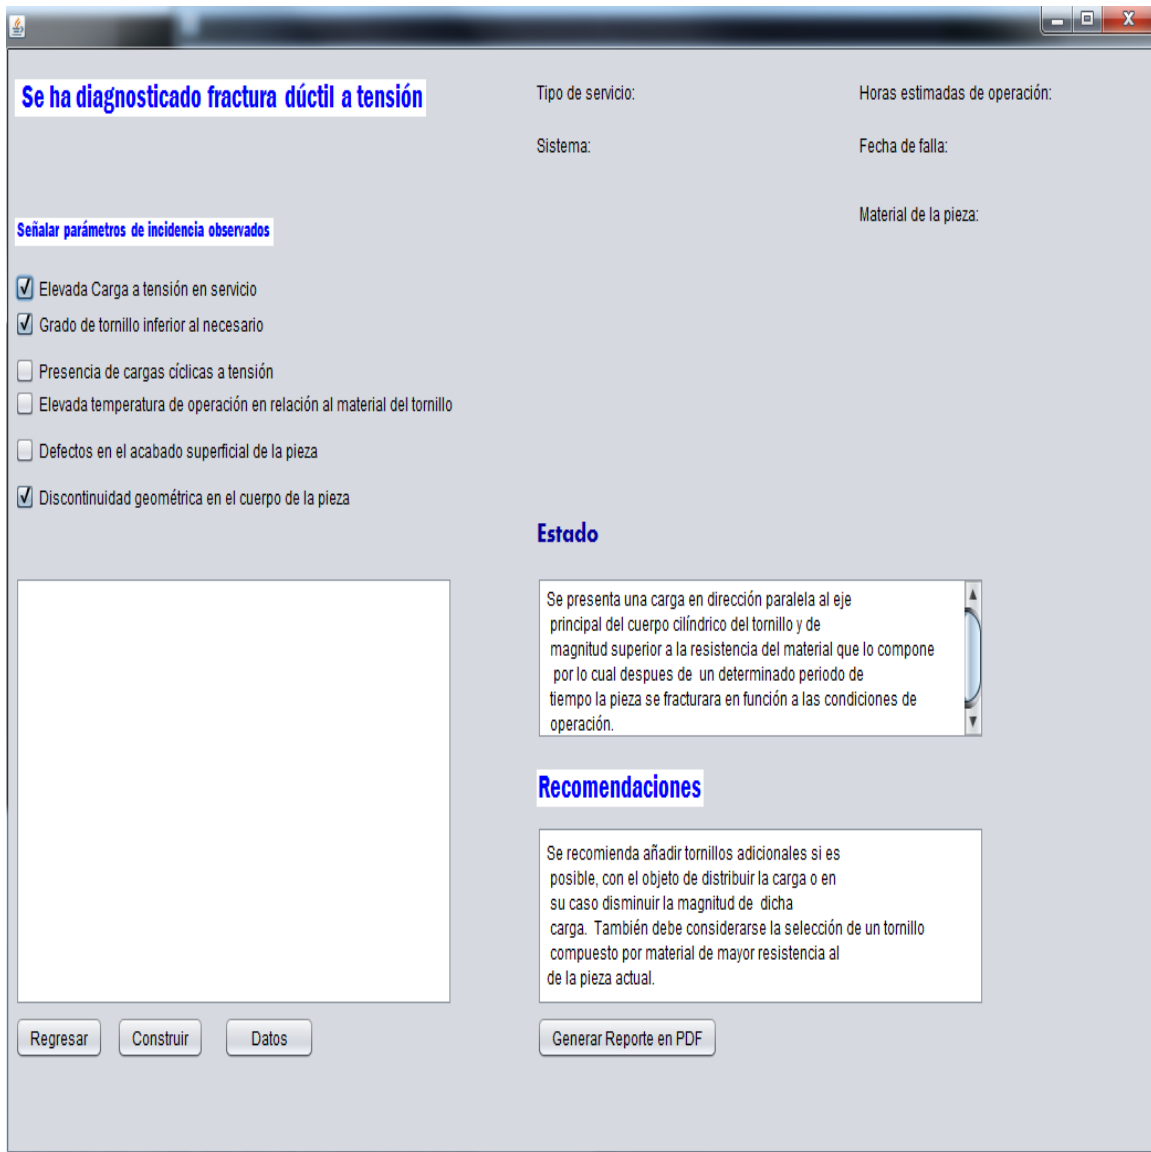 Se ha diagnosticado fractura dúctil a tensión
Tipo de servicio:
Horas estimadas de operación:
Sistema:
Fecha de falla:
Material de la pieza:
Señalar parámetros de incidencia observados
Elevada Carga a tensión en servicio
Grado de tornillo inferior al necesario
Presencia de cargas cíclicas a tensión
Elevada temperatura de operación en relación al material del tornillo
Defectos en el acabado superficial de la pieza
Discontinuidad geométrica en el cuerpo de la pieza
Estado
Se presenta una carga en dirección paralela al eje
principal del cuerpo cilíndrico del tornillo y de
magnitud superior a la resistencia del material que lo compone
por lo cual despues de un determinado periodo de
tiempo la pieza se fracturara en función a las condiciones de
operación.
Recomendaciones
Se recomienda añadir tornillos adicionales si es
posible, con el objeto de distribuir la carga o en
su caso disminuir la magnitud de dicha
carga. También debe considerarse la selección de un tornillo
compuesto por material de mayor resistencia al
de la pieza actual.
Regresar
Construir
Datos
Generar Reporte en PDF